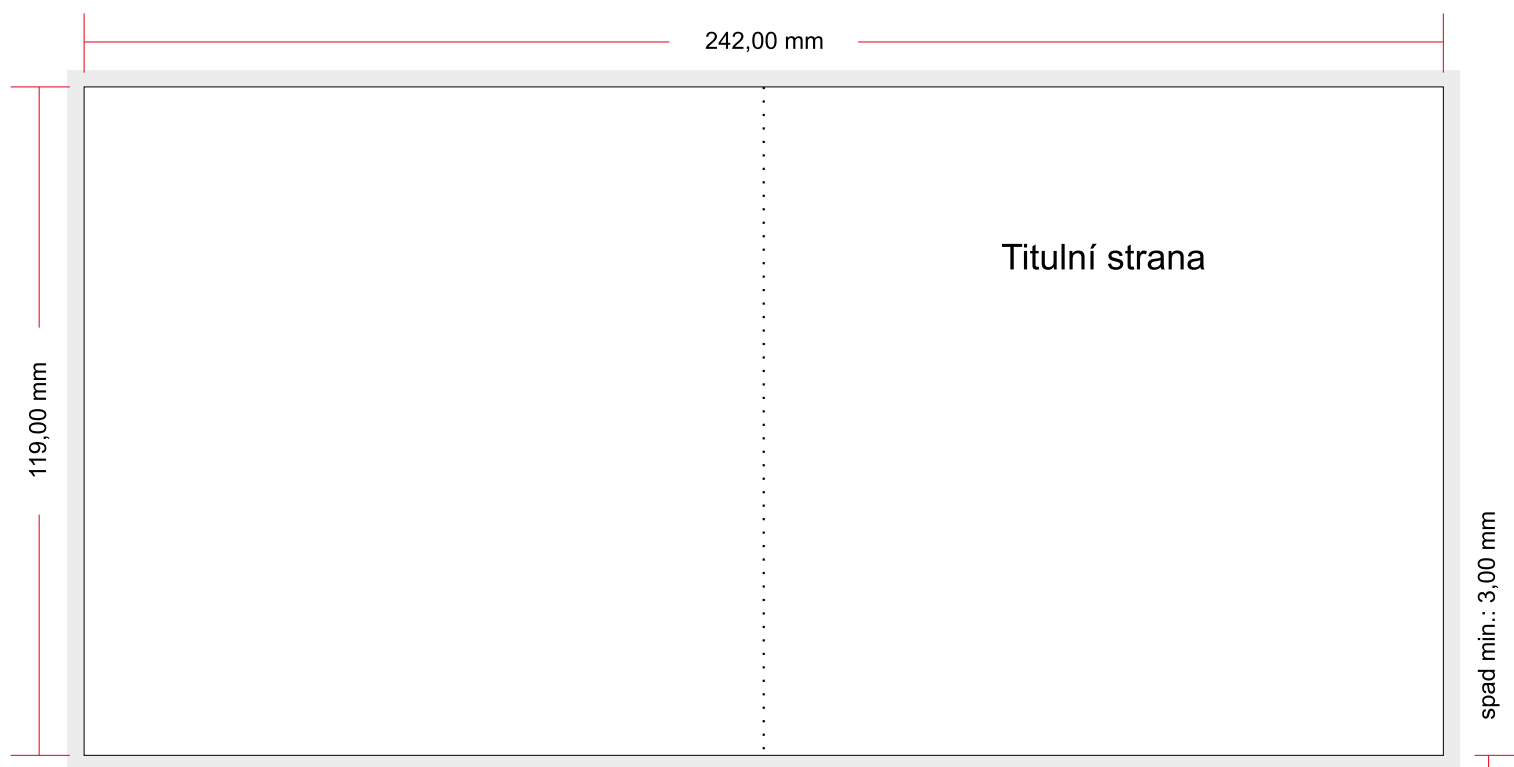 242,00 mm
Titulní strana
119,00 mm
spad min.: 3,00 mm